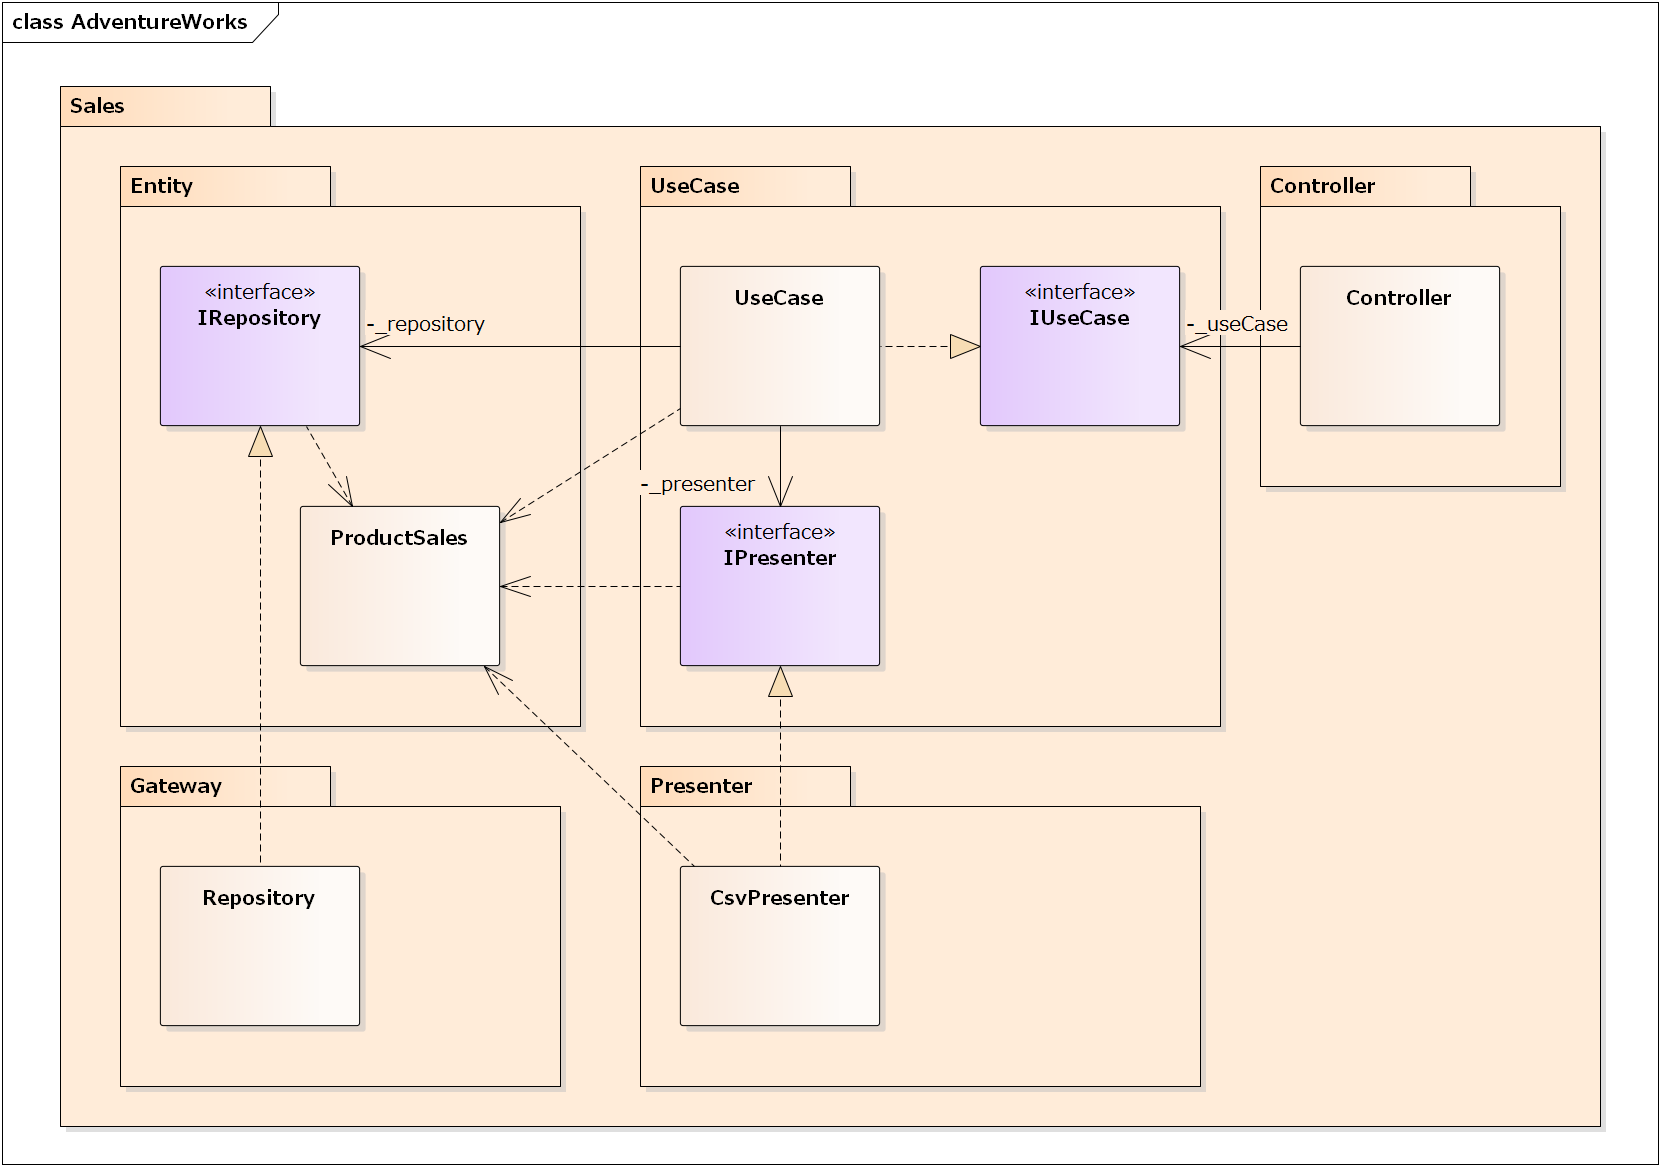 class AdventureWorks
Sales
Entity
UseCase
Controller
«interface»
IRepository
-_repository
UseCase
«interface»
IUseCase
-_useCase
Controller
-_presenter
ProductSales
«interface»
IPresenter
Gateway
Presenter
Repository
CsvPresenter